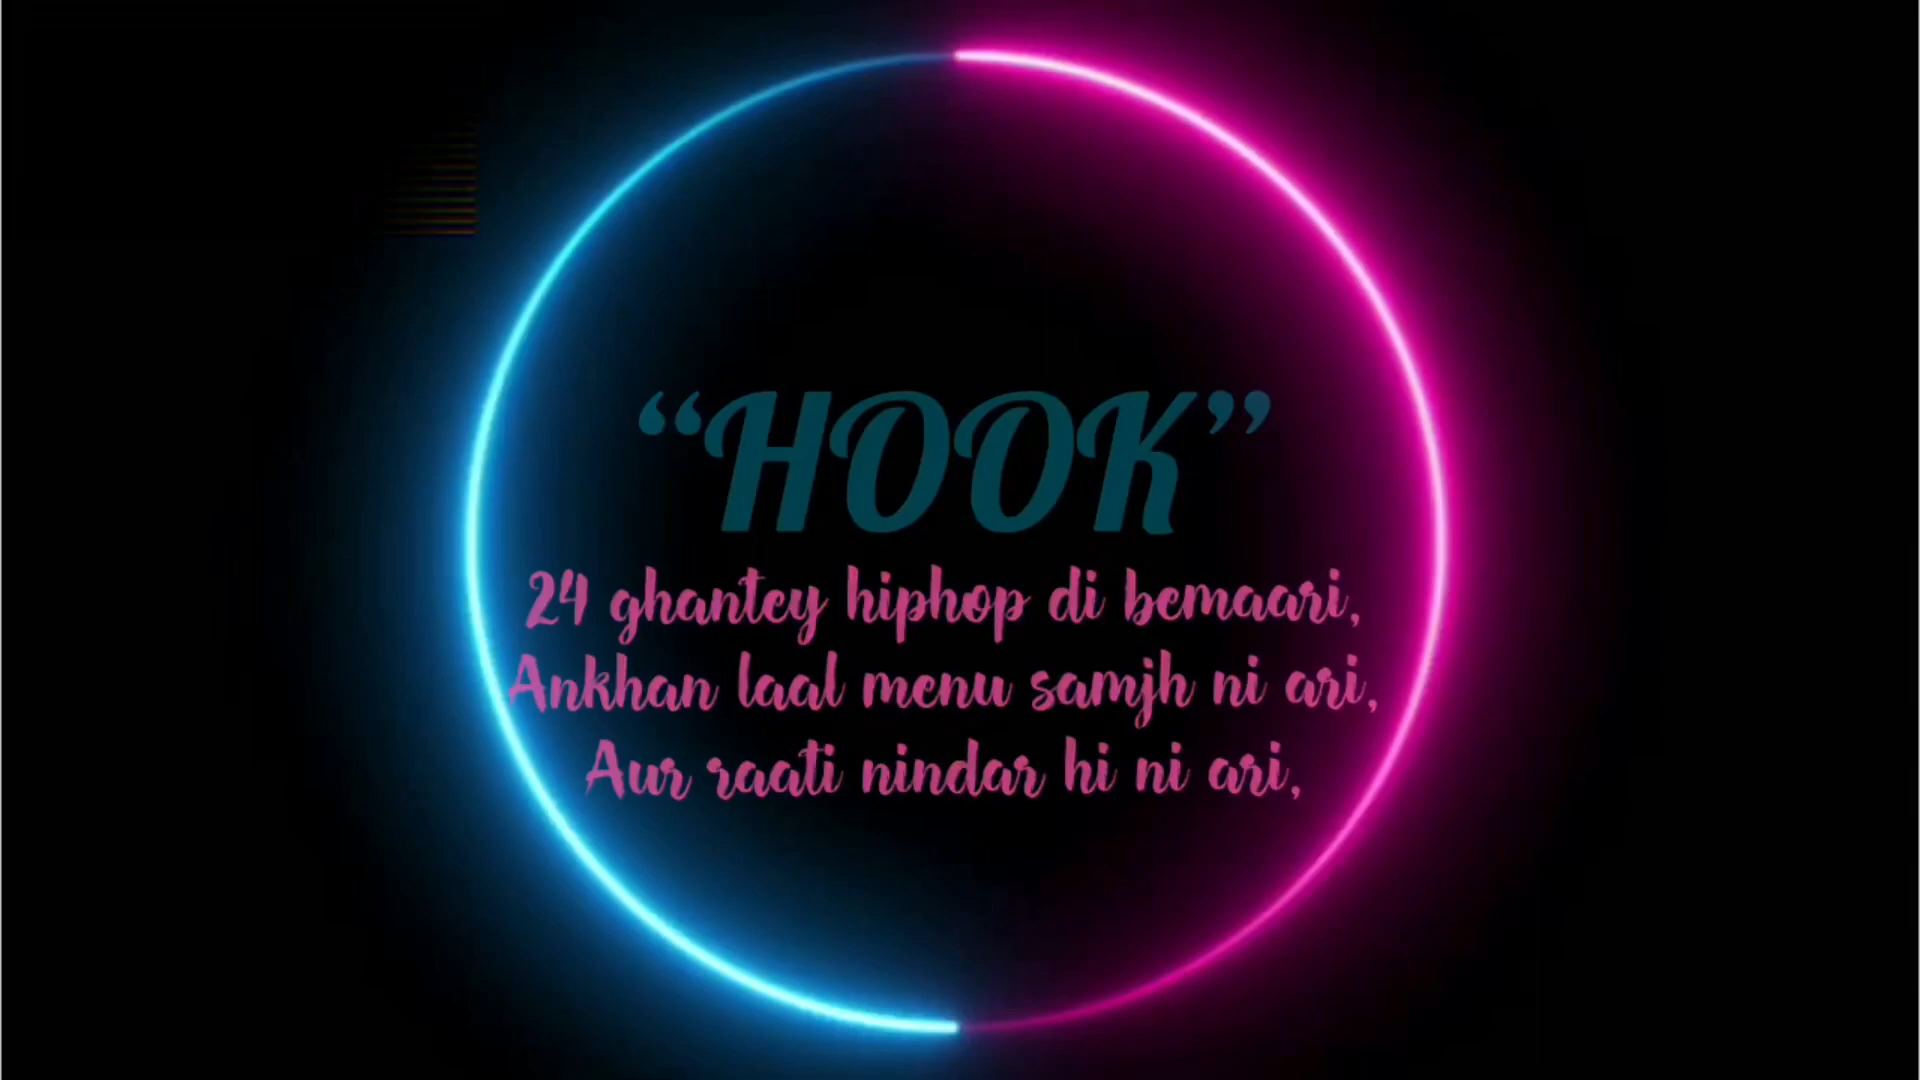 “HOOK”
24 ghantey hiphop di bemaari,
Ankhan laal menu samjh ni ari,
Aur raati nindar hi ni ari,